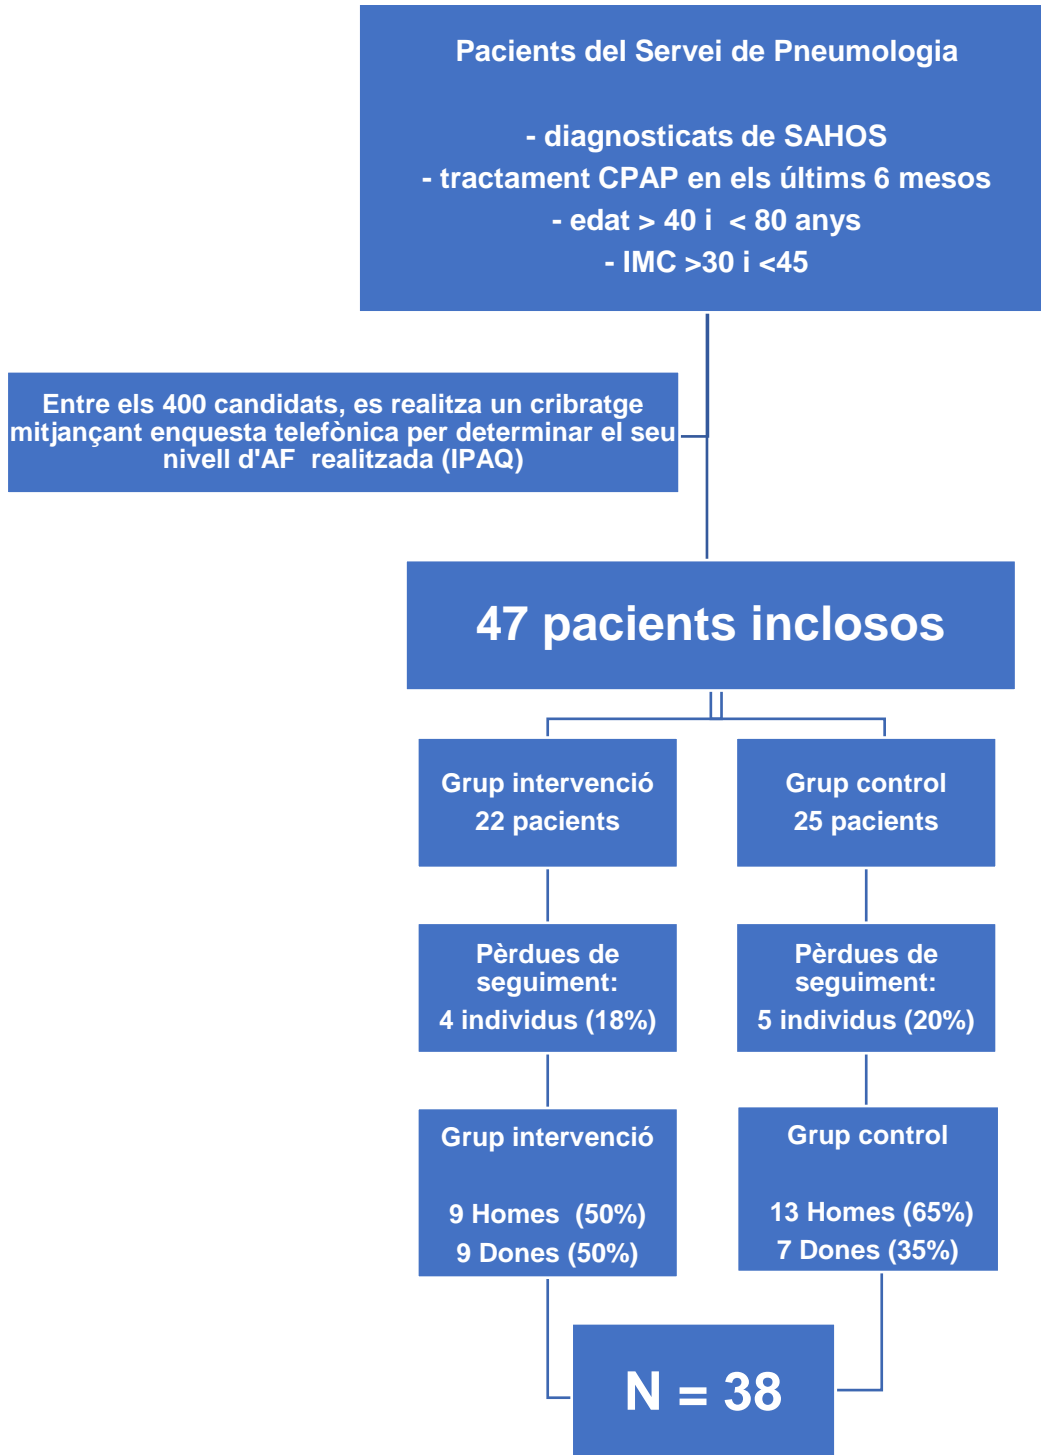 Pacients del Servei de Pneumologia
- diagnosticats de SAHOS
- tractament CPAP en els últims 6 mesos
- edat > 40 i < 80 anys
- IMC >30 i <45
Entre els 400 candidats, es realitza un cribratge
mitjançant enquesta telefònica per determinar el seu
nivell d'AF realitzada (IPAQ)
47 pacients inclosos
Grup intervenció
22 pacients
Grup control
25 pacients
Pèrdues de
seguiment:
4 individus (18%)
Pèrdues de
seguiment:
5 individus (20%)
Grup intervenció
9 Homes (50%)
9 Dones (50%)
Grup control
13 Homes (65%)
7 Dones (35%)
N = 38